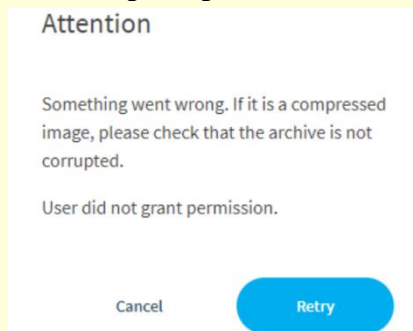 Attention
Something went wrong. If it is a compressed
image, please check that the archive is not
corrupted.
User did not grant permission.
Cancel
Retry